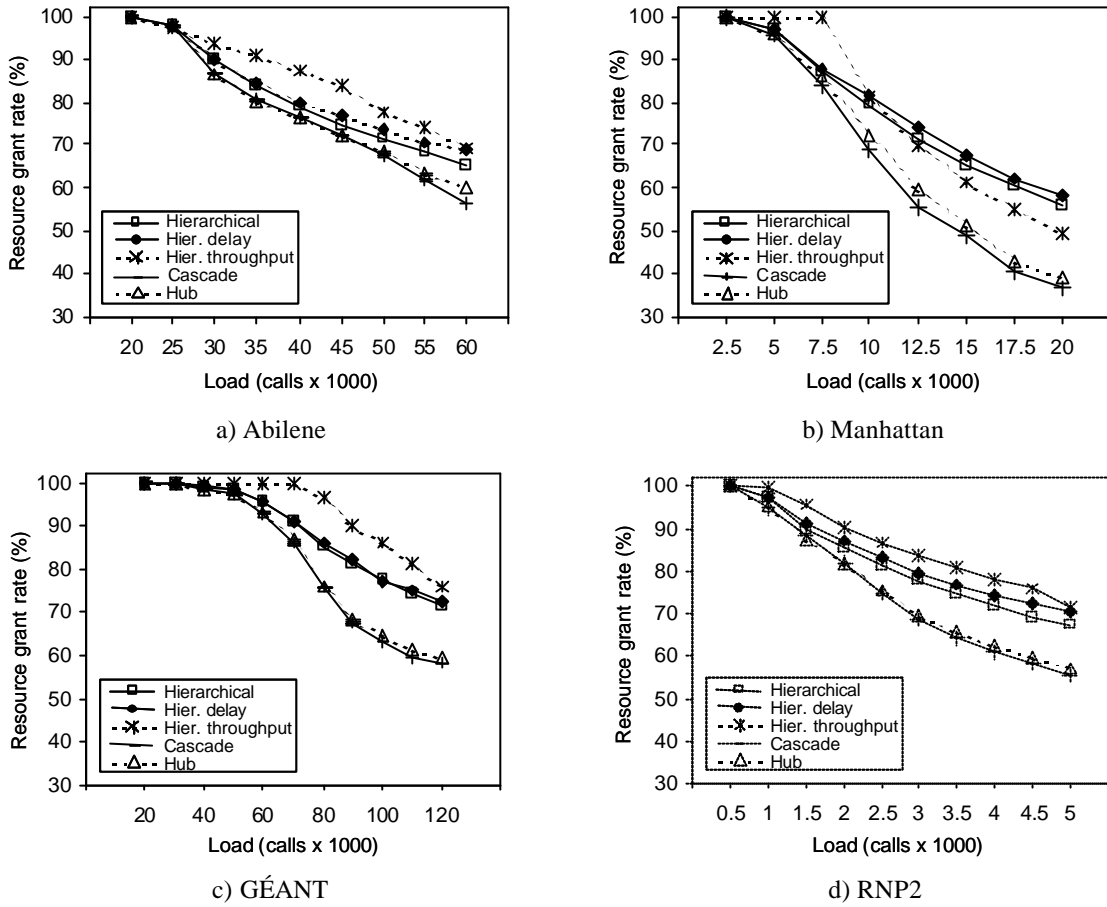 Resource grant rate (%)
100
90
80
70
60
50
40
30
Hierarchical
Hier. delay
Hier. throughput
Cascade
Hub
20 25 30 35 40 45 50 55 60
Load (calls x 1000)
a) Abilene
Resource grant rate (%)
100
90
80
70
60
50
40
30
Hierarchical
Hier. delay
Hier. throughput
Cascade
Hub
2.5 5 7.5 10 12.5 15 17.5 20
Load (calls x 1000)
b) Manhattan
Resource grant rate (%)
100
90
80
70
60
50
40
30
Hierarchical
Hier. delay
Hier. throughput
Cascade
Hub
20 40 60 80 100 120
Load (calls x 1000)
c) GÉANT
Resource grant rate (%)
100
90
80
70
60
50
40
30
Hierarchical
Hier. delay
Hier. throughput
Cascade
Hub
0.5 1 1.5 2 2.5 3 3.5 4 4.5 5
Load (calls x 1000)
d) RNP2